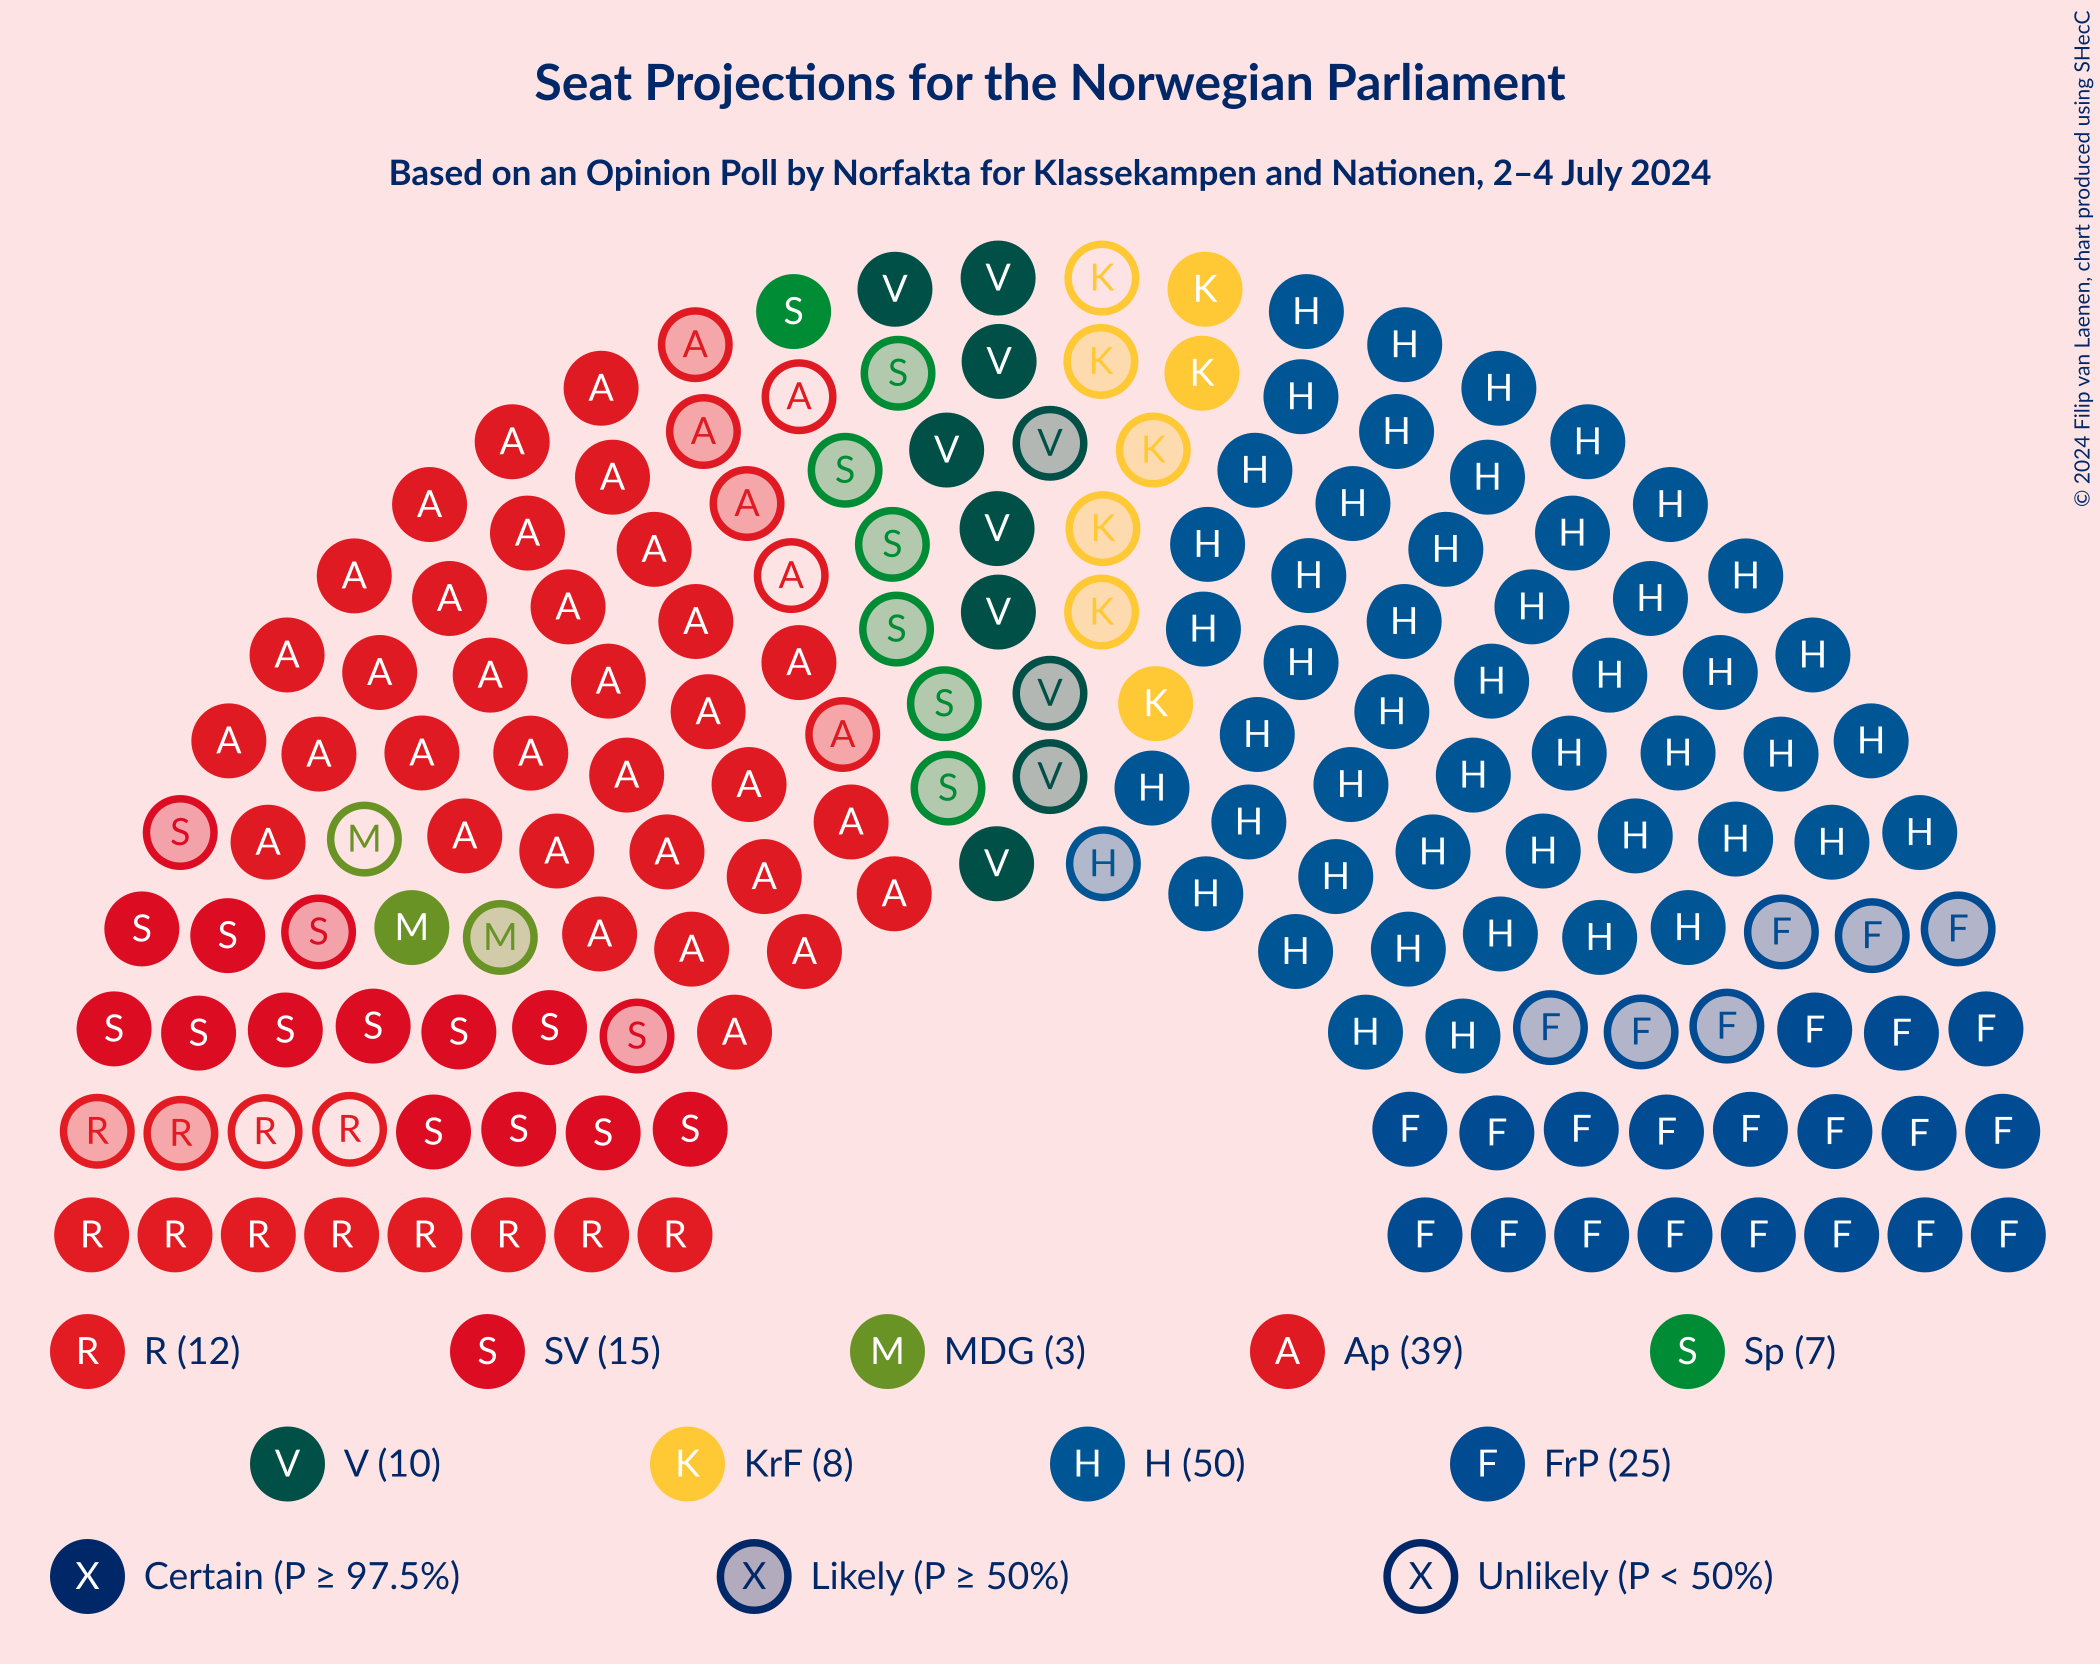 Seat Projections for the Norwegian Parliament
Based on an Opinion Poll by Norfakta for Klassekampen and Nationen, 2–4 July 2024
© 2024 Filip van Laenen, chart produced using SHecC
V V K K
S H
A H
S V K K
A H H
A A H H
V V K
S H
A A H H
A H
S V K H
A A A H H H
A A H H
S V K H
A A A H H H
A A A H H H
S V K
A A A A H H H H
A A A H H H
S V H
A A A A A A H H H H H H
S A M A A A A V H H H H H H H H
S S S M M A A A H H H H H F F F
S S S S S S S A H H F F F F F F
R R R R S S S S F F F F F F F F
R R R R R R R R F F F F F F F F
R R (12) S SV (15) M MDG (3) A Ap (39) S Sp (7)
V V (10) K KrF (8) H H (50) F FrP (25)
X Certain (P ≥ 97.5%) X Likely (P ≥ 50%) X Unlikely (P < 50%)